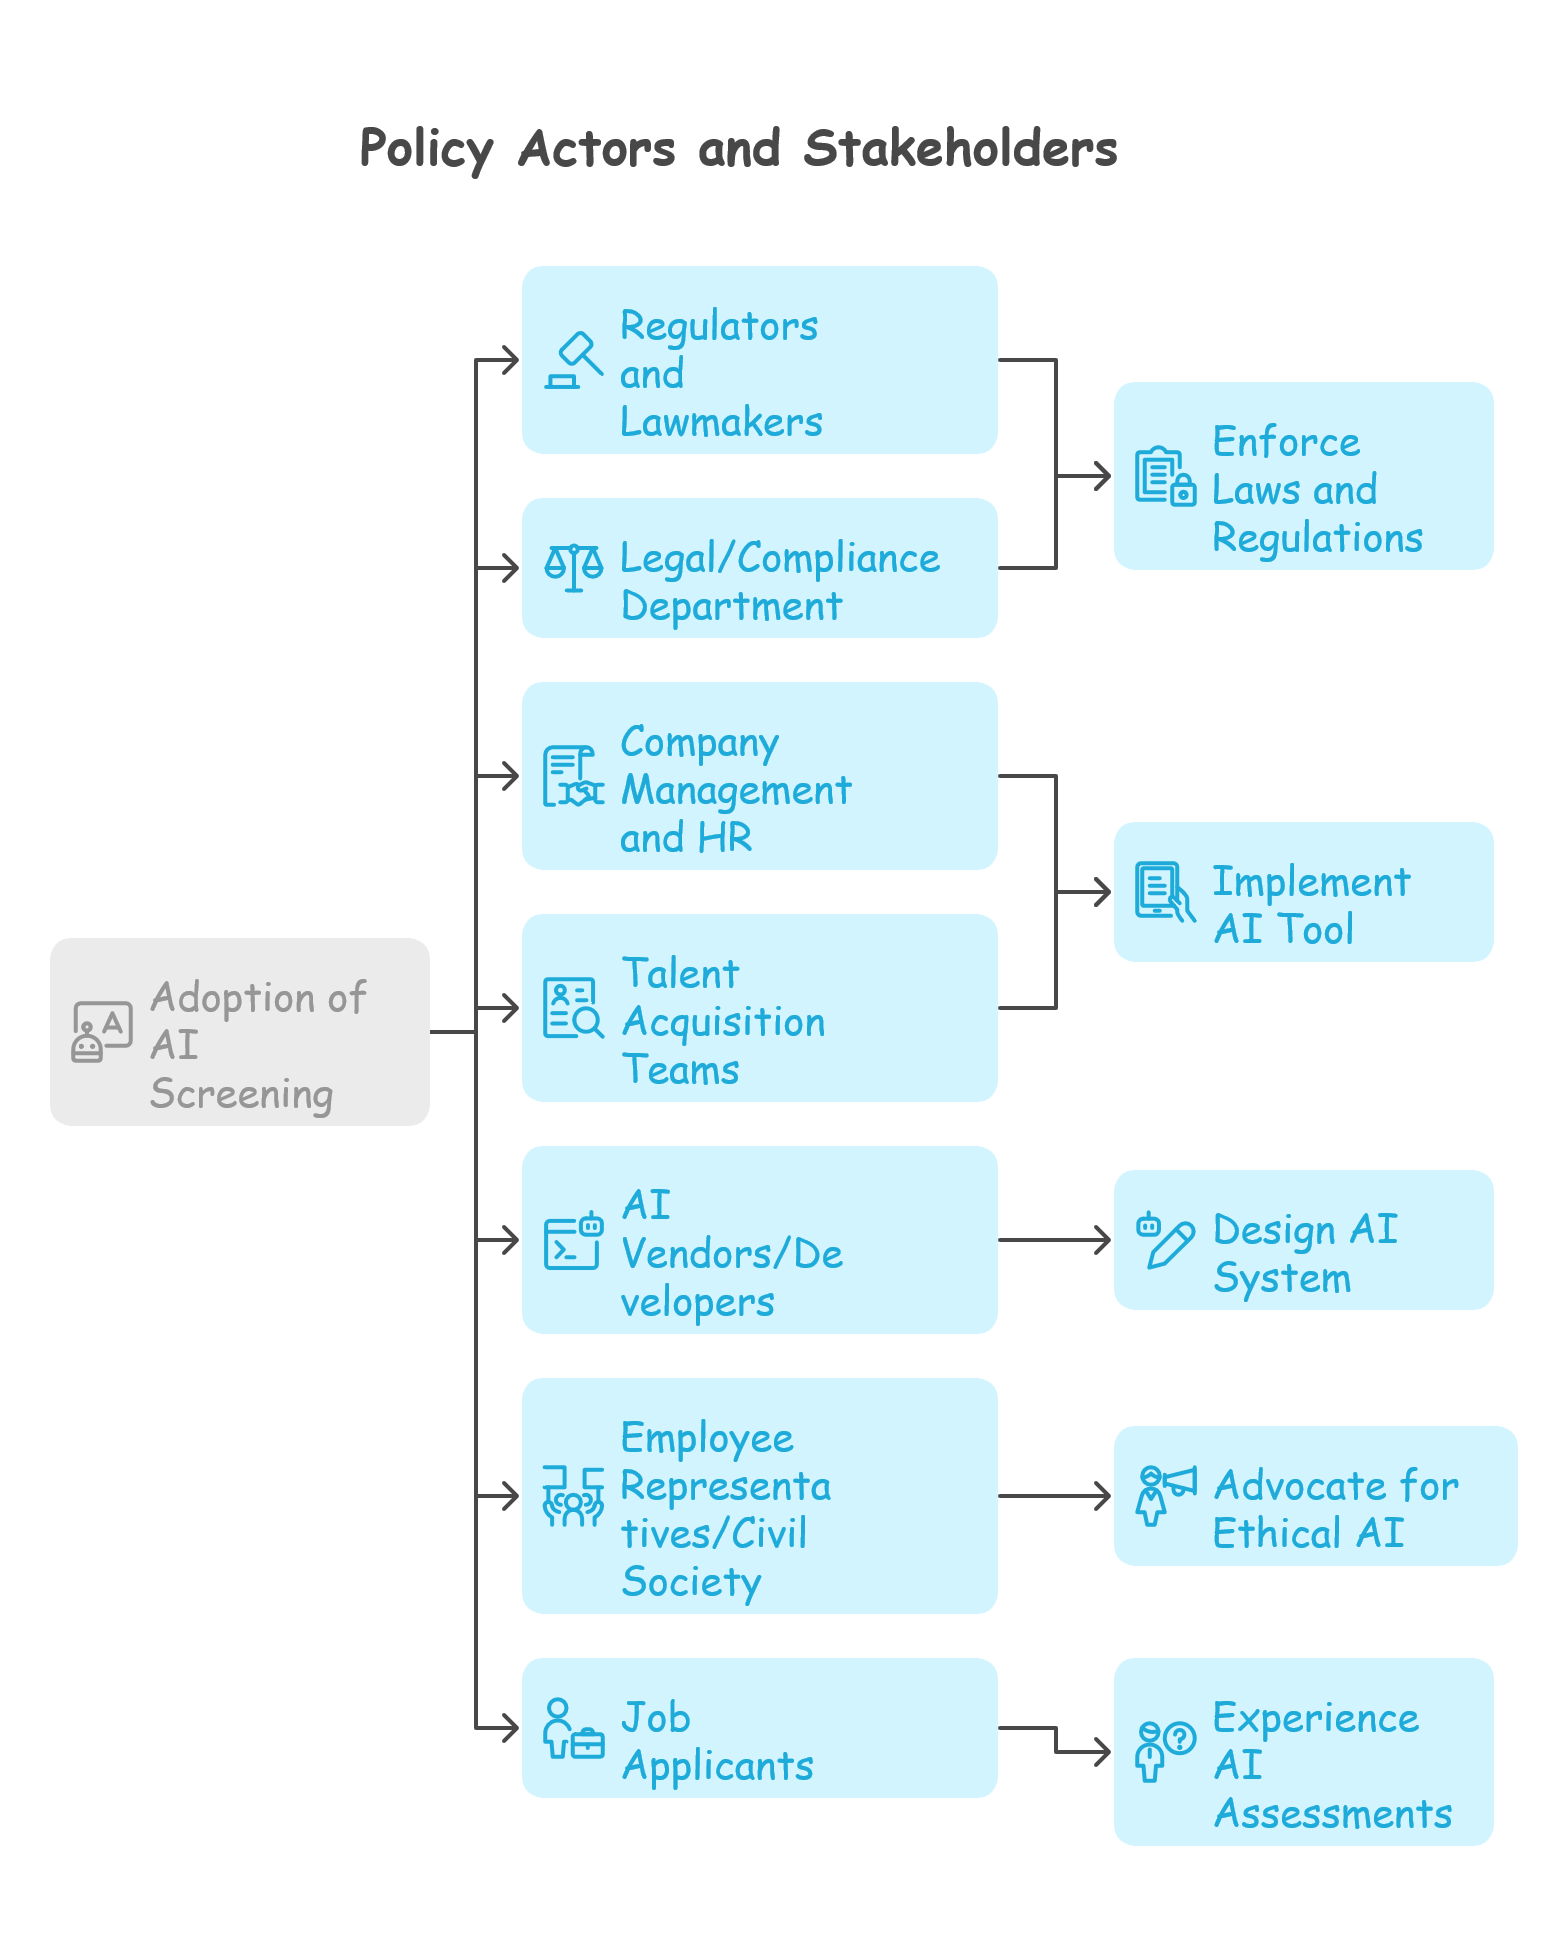 Policy Actors and Stakeholders
Regulators
and
Lawmakers
Enforce
Laws and
Regulations
Legal/Compliance
Department
Company
Management
and HR
Implement
AI Tool
Talent
Acquisition
Teams
Adoption of
AI
Screening
A
AI
Vendors/De
velopers
Design AI
System
Employee
Representa
tives/Civil
Society
Advocate for
Ethical AI
Job
Applicants
Experience
AI
Assessments